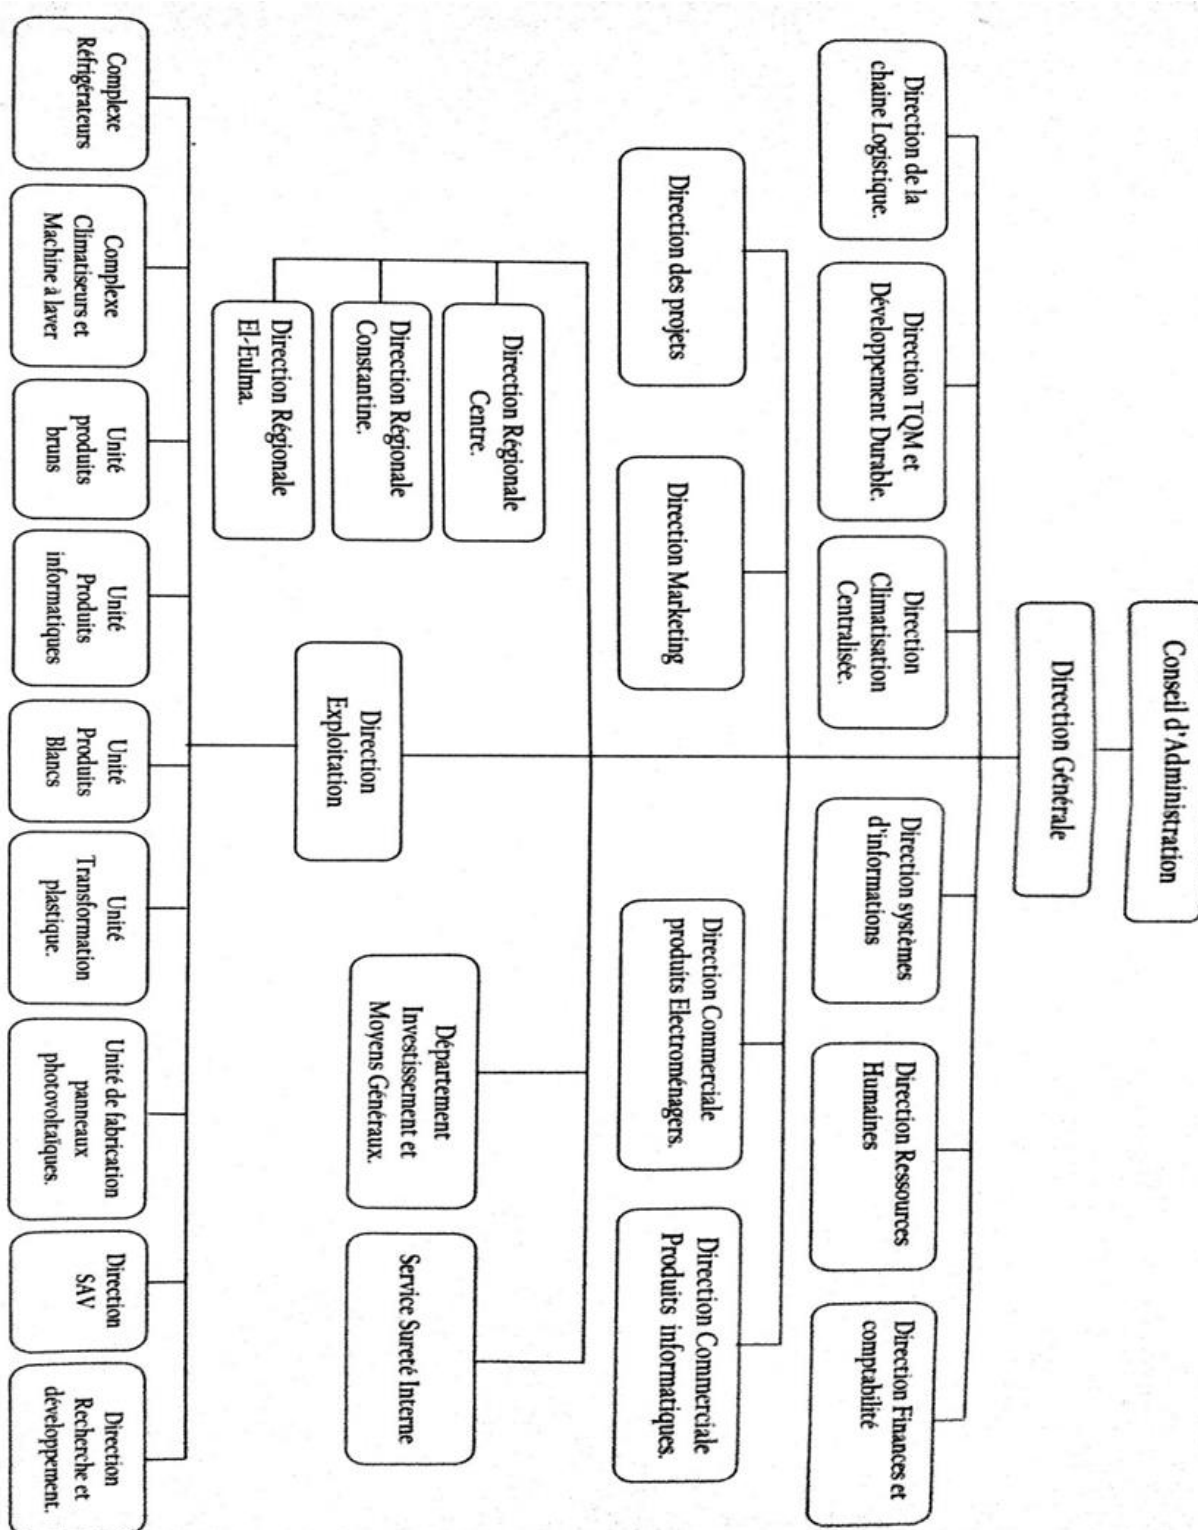 Conseil d'Administration
Direction Générale
Direction de la
chaine Logistique.
Direction TQM et
Développement Durable.
Direction
Climatisation
Centralisée.
Direction systèmes
d'informations
Direction Ressources
Humaines
Direction Finances et
comptabilité
Direction des projets
Direction Marketing
Direction Commerciale
produits Electroménagers.
Direction Commerciale
Produits informatiques.
Direction Régionale
Centre.
Direction Régionale
Constantine.
Direction Régionale
El-Eulma.
Département
Investissement et
Moyens Généraux.
Service Sureté Interne
Direction
Exploitation
Complexe
Réfrigérateurs
Complexe
Climatiseurs et
Machine à laver
Unité
produits
bruns
Unité
Produits
informatiques
Unité
Produits
Blancs
Unité
Transformation
plastique.
Unité de fabrication
panneaux
photovoltaïques.
Direction
SAV
Direction
Recherche et
développement.